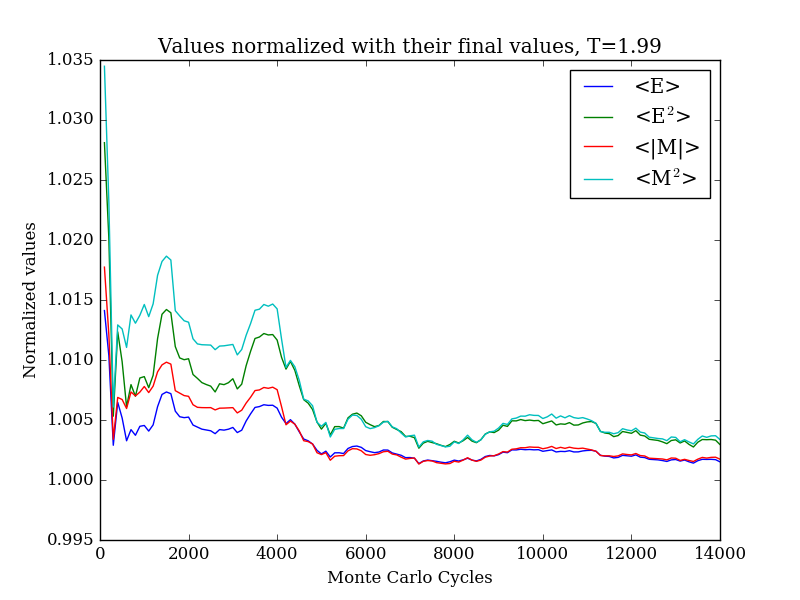 Values normalized with their final values, T=1.99
1.035
1.030
1.025
1.020
1.015
1.010
1.005
1.000
0.995
Normalized values
<E>
<E²>
<|M|>
<M²>
0 2000 4000 6000 8000 10000 12000 14000
Monte Carlo Cycles